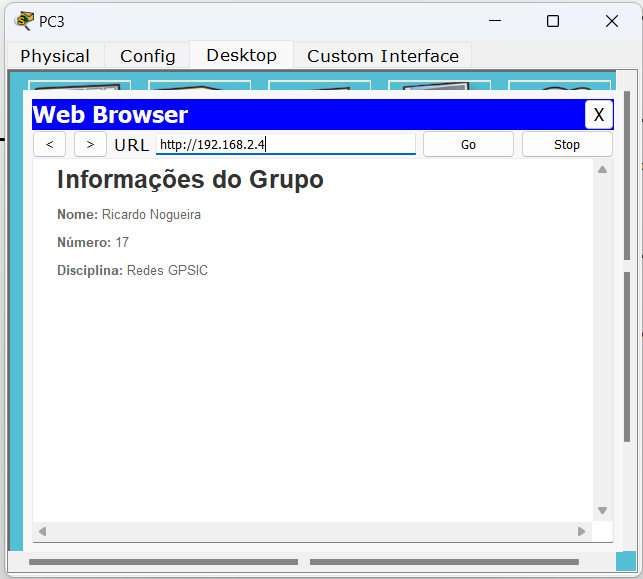 PC3
Physical Config Desktop Custom Interface
Web Browser X
< > URL http://192.168.2.4 Go Stop
Informações do Grupo
Nome: Ricardo Nogueira
Número: 17
Disciplina: Redes GPSIC